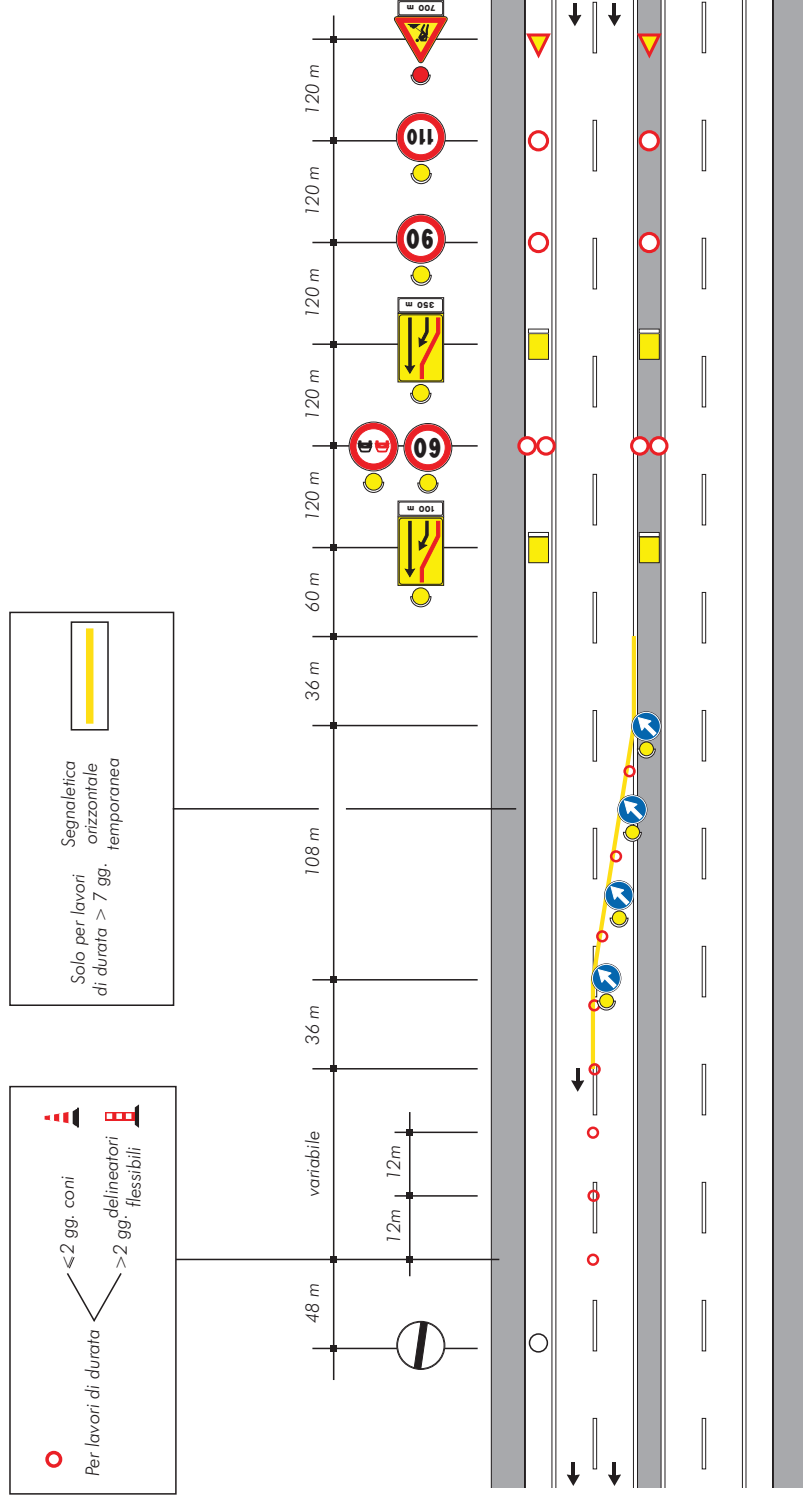 700 m
110
90
350 m
60
100 m
120 m
120 m
120 m
120 m
120 m
60 m
36 m
108 m
36 m
variabile
12m
12m
48 m
Segnaletica
orizzontale
temporanea
Solo per lavori
di durata > 7 gg.
Per lavori di durata
⩽2 gg. coni
>2 gg. delineatori
flessibili